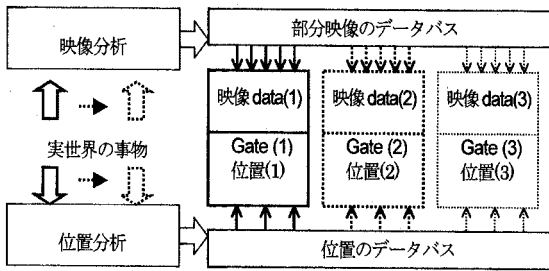 映像分析
部分映像のデータバス
映像data(1)
映像data(2)
映像data(3)
実世界の事物
Gate (1)
位置(1)
Gate (2)
位置(2)
Gate (3)
位置(3)
位置分析
位置のデータバス